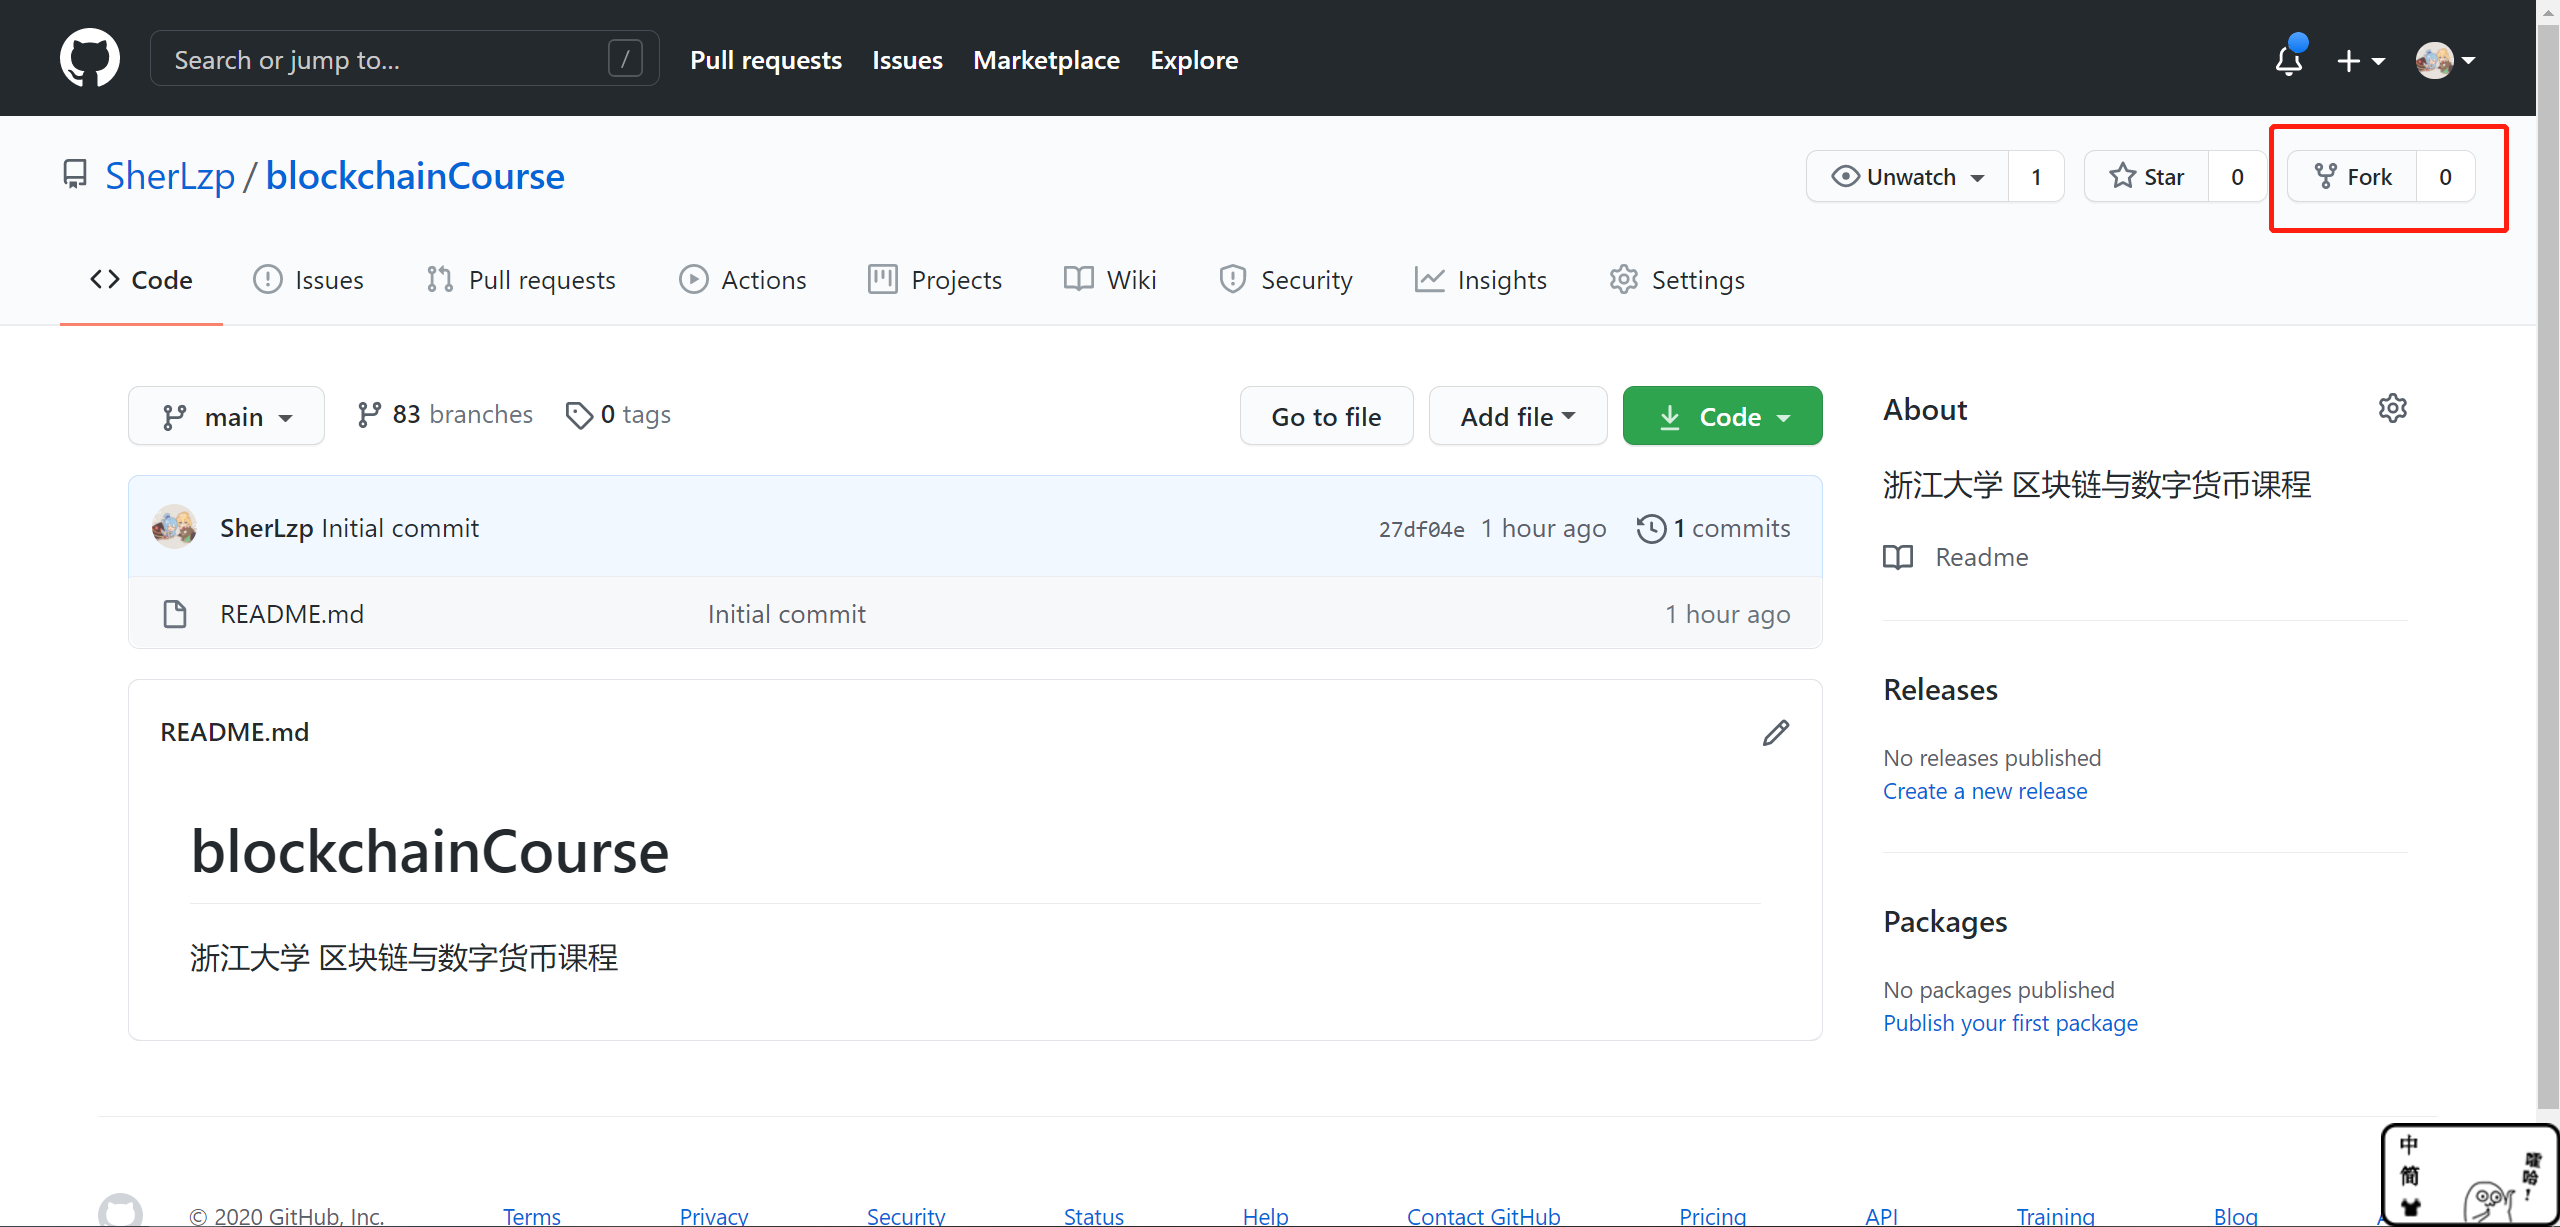 Search or jump to... / Pull requests Issues Marketplace Explore
SherLzp / blockchainCourse Unwatch 1 Star 0 Fork 0
Code Issues Pull requests Actions Projects Wiki Security Insights Settings
main 83 branches 0 tags Go to file Add file Code
SherLzp Initial commit 27df04e 1 hour ago 1 commits
README.md Initial commit 1 hour ago
README.md
blockchainCourse
浙江大学 区块链与数字货币课程
About
浙江大学 区块链与数字货币课程
Readme
Releases
No releases published
Create a new release
Packages
No packages published
Publish your first package
© 2020 GitHub, Inc. Terms Privacy Security Status Help Contact GitHub Pricing API Training Blog
中
简
嚯哈!